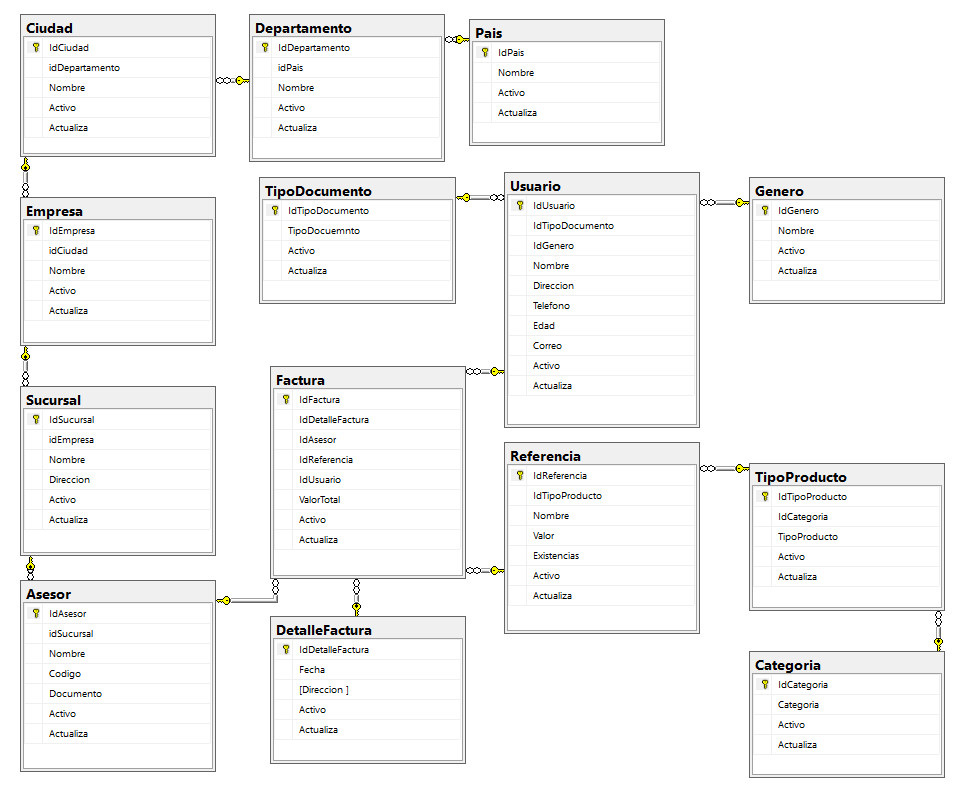 Ciudad
IdCiudad
idDepartamento
Nombre
Activo
Actualiza
Departamento
IdDepartamento
idPais
Nombre
Activo
Actualiza
Pais
IdPais
Nombre
Activo
Actualiza
Empresa
IdEmpresa
idCiudad
Nombre
Activo
Actualiza
TipoDocumento
IdTipoDocumento
TipoDocuemnto
Activo
Actualiza
Usuario
IdUsuario
IdTipoDocumento
IdGenero
Nombre
Direccion
Telefono
Edad
Correo
Activo
Actualiza
Genero
IdGenero
Nombre
Activo
Actualiza
Sucursal
IdSucursal
idEmpresa
Nombre
Direccion
Activo
Actualiza
Factura
IdFactura
IdDetalleFactura
IdAsesor
IdReferencia
IdUsuario
ValorTotal
Activo
Actualiza
Referencia
IdReferencia
IdTipoProducto
Nombre
Valor
Existencias
Activo
Actualiza
TipoProducto
IdTipoProducto
IdCategoria
TipoProducto
Activo
Actualiza
Asesor
IdAsesor
idSucursal
Nombre
Codigo
Documento
Activo
Actualiza
DetalleFactura
IdDetalleFactura
Fecha
[Direccion ]
Activo
Actualiza
Categoria
IdCategoria
Categoria
Activo
Actualiza